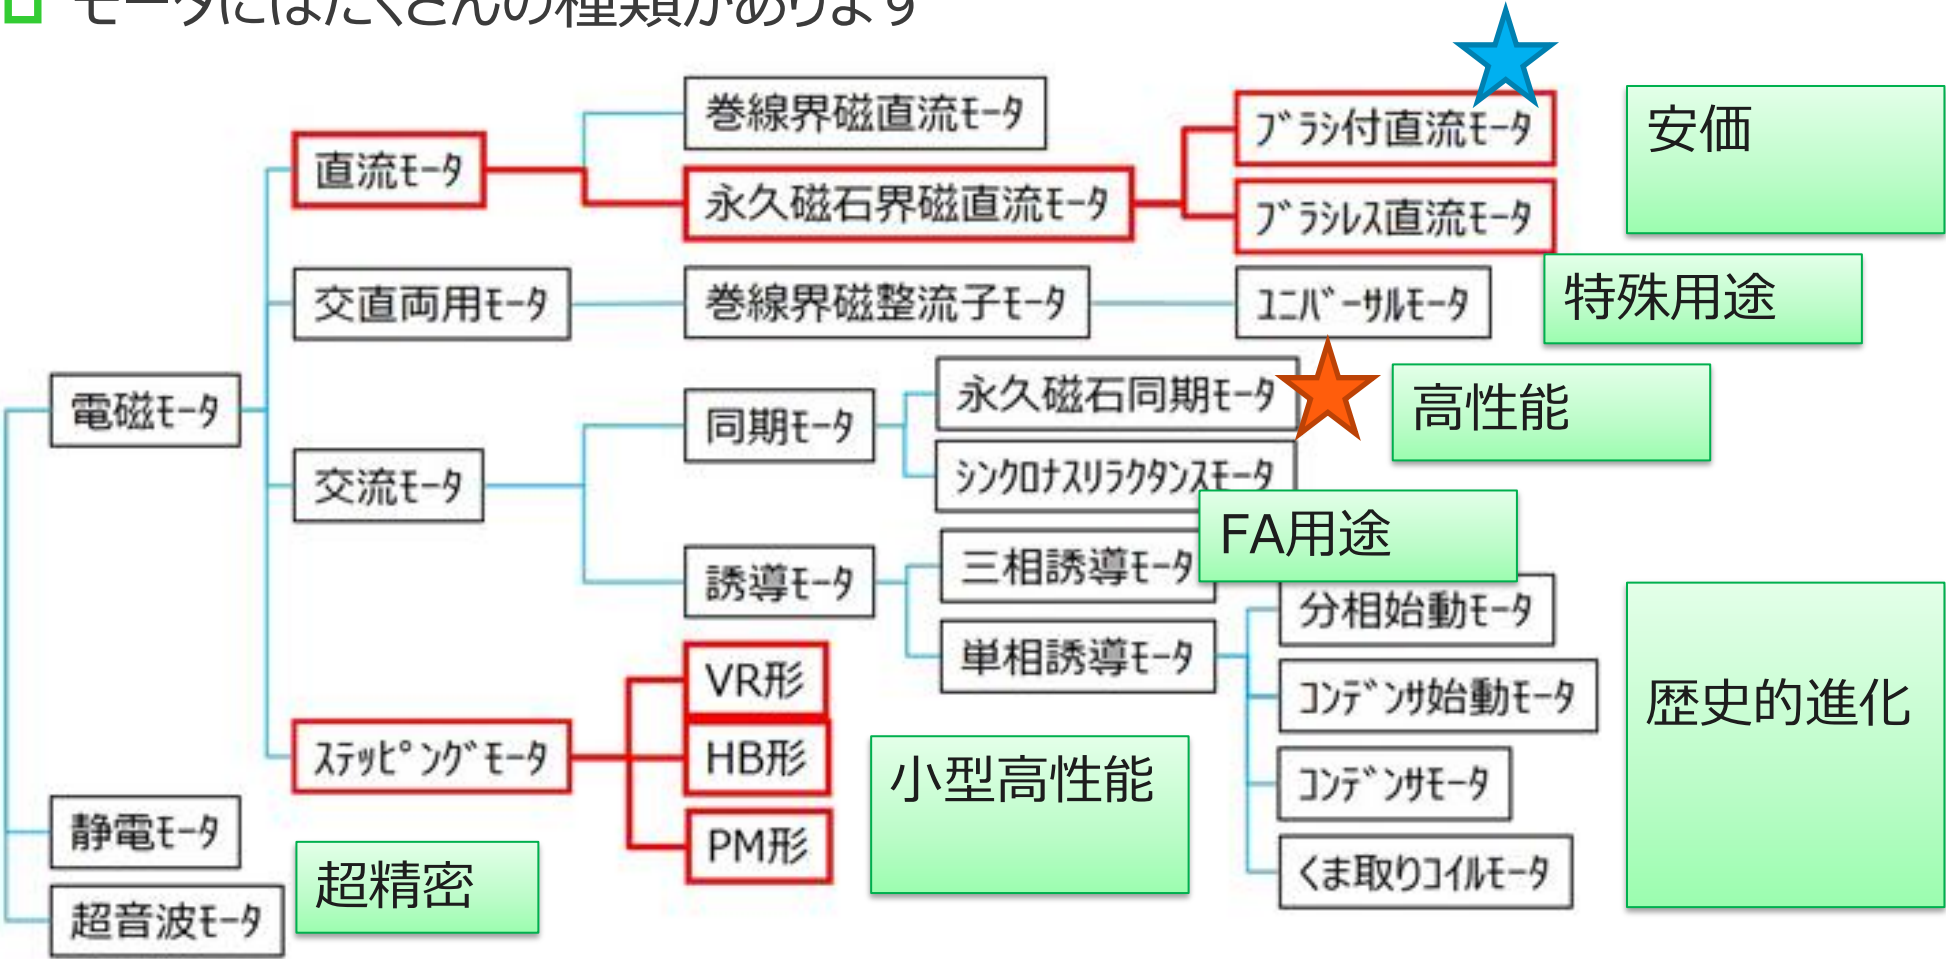 モータにはたくさんの種類があります
巻線界磁直流ﾓｰﾀ
ﾌﾞﾗｼ付直流ﾓｰﾀ
安価
直流ﾓｰﾀ
永久磁石界磁直流ﾓｰﾀ
ﾌﾞﾗｼﾚｽ直流ﾓｰﾀ
交直両用ﾓｰﾀ
巻線界磁整流子ﾓｰﾀ
ﾕﾆﾊﾞｰｻﾙﾓｰﾀ
特殊用途
電磁ﾓｰﾀ
同期ﾓｰﾀ
永久磁石同期ﾓｰﾀ
高性能
交流ﾓｰﾀ
ｼﾝｸﾛﾅｽﾘﾗｸﾀﾝｽﾓｰﾀ
FA用途
誘導ﾓｰﾀ
三相誘導ﾓｰﾀ
単相誘導ﾓｰﾀ
分相始動ﾓｰﾀ
ｺﾝﾃﾞﾝｻ始動ﾓｰﾀ
ｺﾝﾃﾞﾝｻﾓｰﾀ
くま取りｺｲﾙﾓｰﾀ
歴史的進化
ｽﾃｯﾋﾟﾝｸﾞﾓｰﾀ
VR形
HB形
PM形
小型高性能
静電ﾓｰﾀ
超音波ﾓｰﾀ
超精密